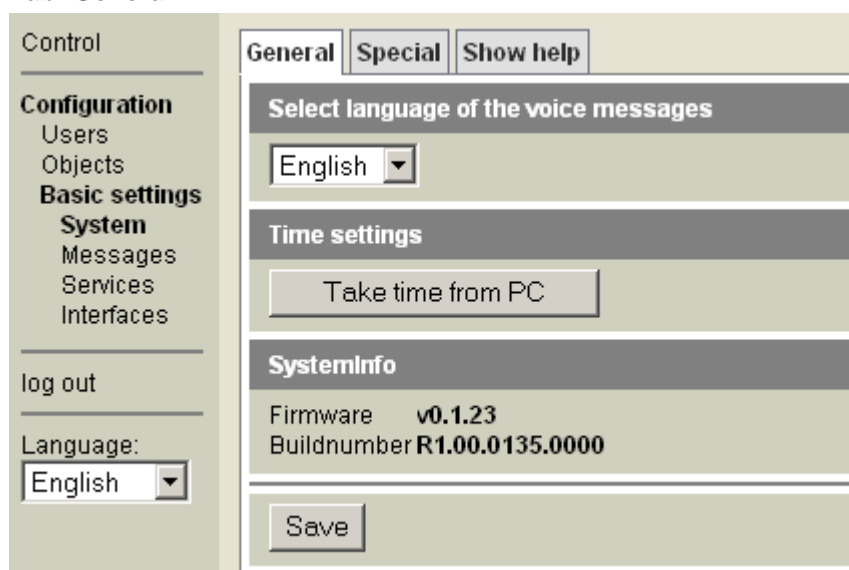 Control
Configuration
Users
Objects
Basic settings
System
Messages
Services
Interfaces
log out
Language:
English
General Special Show help
Select language of the voice messages
English
Time settings
Take time from PC
SystemInfo
Firmware v0.1.23
Buildnumber R1.00.0135.0000
Save